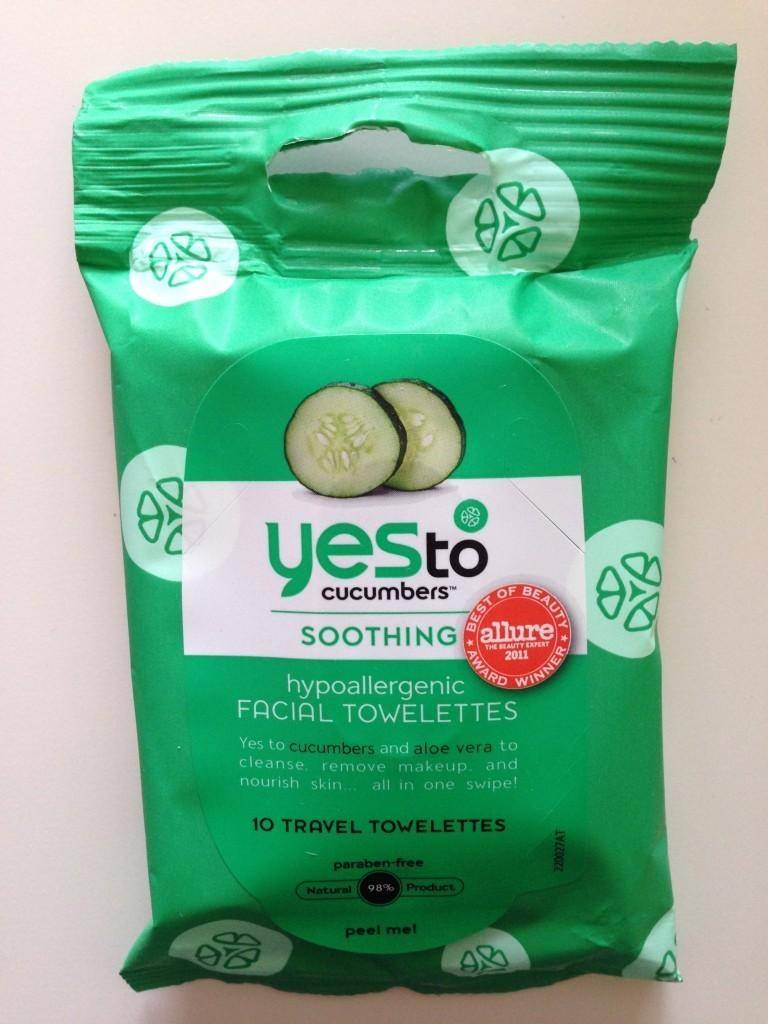 yes to
cucumbers™
SOOTHING
BEST OF BEAUTY
allure
THE BEAUTY EXPERT
2011
AWARD WINNER
hypoallergenic
FACIAL TOWELETTES
Yes to cucumbers and aloe vera to
cleanse, remove makeup, and
nourish skin... all in one swipe!
10 TRAVEL TOWELETTES
220027AT
paraben-free
Natural 98% Product
peel me!